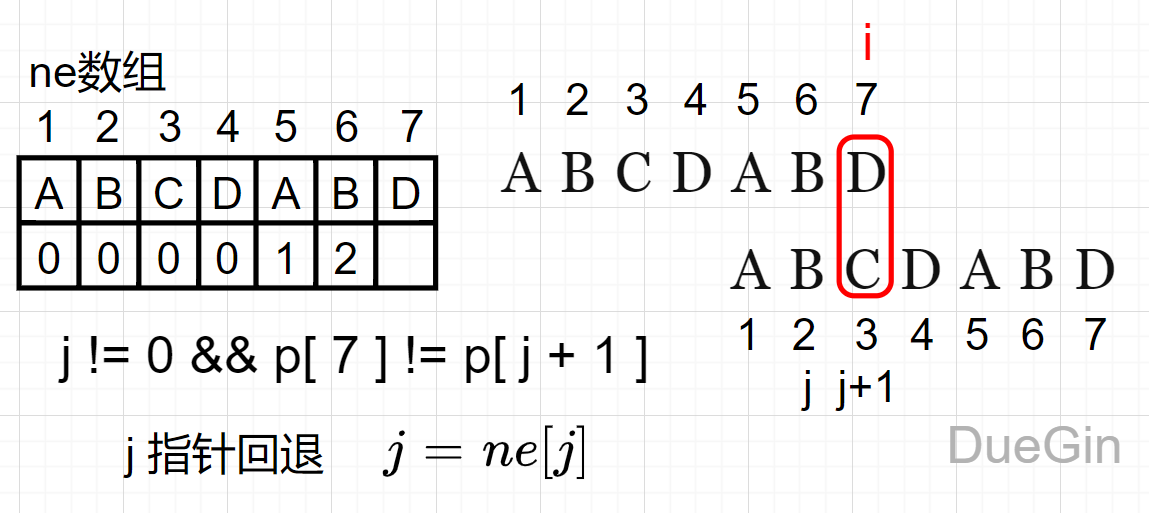 ne数组
1 2 3 4 5 6 7
A B C D A B D
0 0 0 0 1 2
j != 0 && p[ 7 ] != p[ j + 1 ]
j 指针回退 j = ne[j]
i
1 2 3 4 5 6 7
A B C D A B D
A B C D A B D
1 2 3 4 5 6 7
j j+1
DueGin